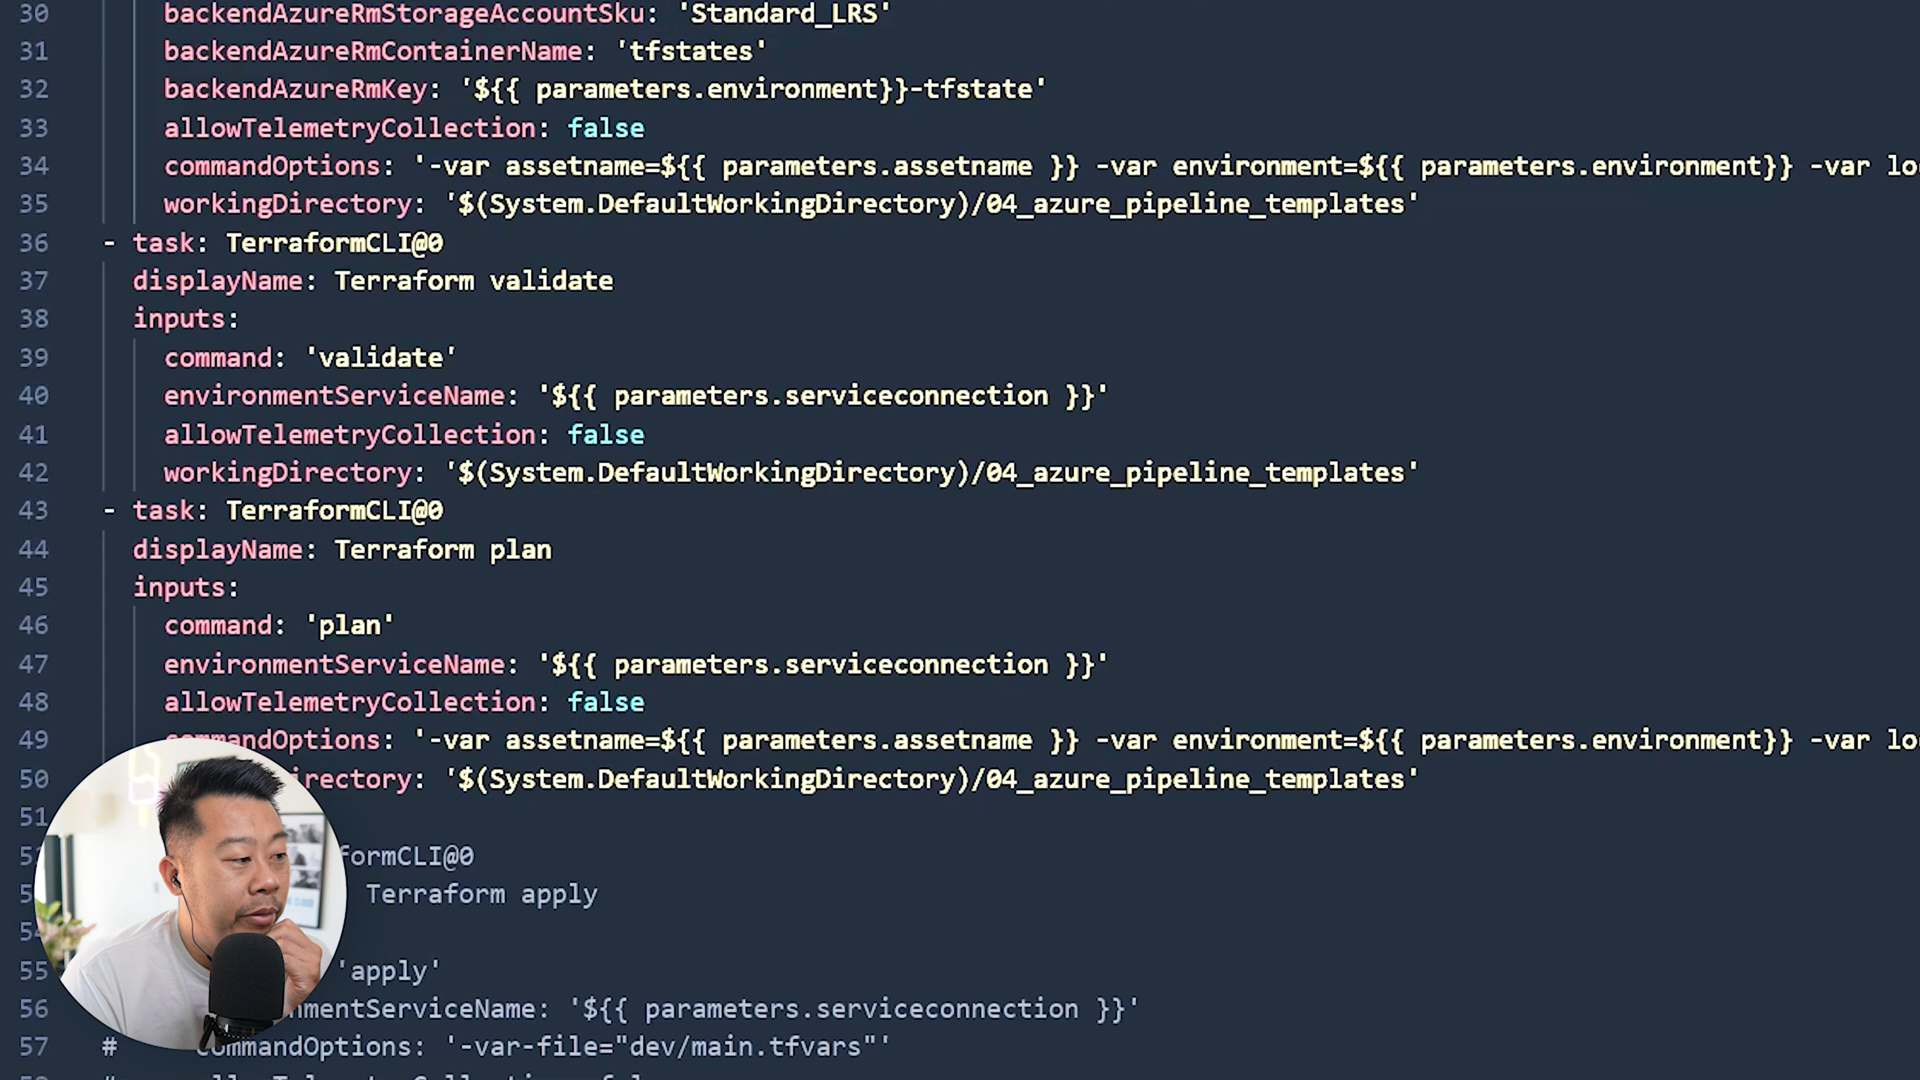 30 backendAzureRmStorageAccountSku: 'Standard_LRS'
31 backendAzureRmContainerName: 'tfstates'
32 backendAzureRmKey: '${{ parameters.environment}}-tfstate'
33 allowTelemetryCollection: false
34 commandOptions: '-var assetname=${{ parameters.assetname }} -var environment=${{ parameters.environment}} -var
35 workingDirectory: '$(System.DefaultWorkingDirectory)/04_azure_pipeline_templates'
36 - task: TerraformCLI@0
37 displayName: Terraform validate
38 inputs:
39 command: 'validate'
40 environmentServiceName: '${{ parameters.serviceconnection }}'
41 allowTelemetryCollection: false
42 workingDirectory: '$(System.DefaultWorkingDirectory)/04_azure_pipeline_templates'
43 - task: TerraformCLI@0
44 displayName: Terraform plan
45 inputs:
46 command: 'plan'
47 environmentServiceName: '${{ parameters.serviceconnection }}'
48 allowTelemetryCollection: false
49 commandOptions: '-var assetname=${{ parameters.assetname }} -var environment=${{ parameters.environment}} -var
50 irectory: '$(System.DefaultWorkingDirectory)/04_azure_pipeline_templates'
51
formCLI@0
Terraform apply
55 'apply'
56 nmentServiceName: '${{ parameters.serviceconnection }}'
57 # commandOptions: '-var-file="dev/main.tfvars"'